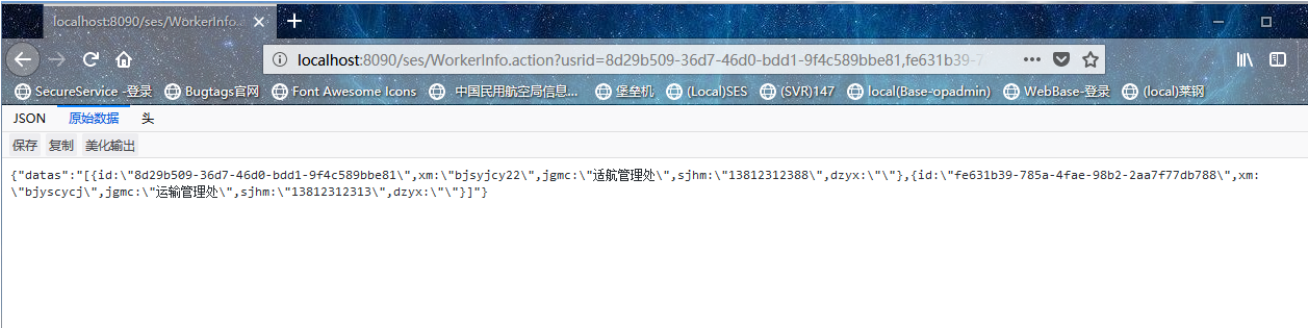 localhost:8090/ses/WorkerInfo..
localhost:8090/ses/WorkerInfo.action?usrid=8d29b509-36d7-46d0-bdd1-9f4c589bbe81,fe631b39-7
SecureService -登录 Bugtags官网 Font Awesome Icons 中国民用航空局信息... 堡垒机 (Local)SES (SVR)147 local(Base-opadmin) WebBase-登录 (local)莱钢
JSON 原始数据 头
保存 复制 美化输出
{"datas":"[{id:\"8d29b509-36d7-46d0-bdd1-9f4c589bbe81\",xm:\"bjsyjcy22\",jgmc:\"适航管理处\",sjhm:\"13812312388\",dzyx:\"\"},{id:\"fe631b39-785a-4fae-98b2-2aa7f77db788\",xm:
\"bjyscycj\",jgmc:\"运输管理处\",sjhm:\"13812312313\",dzyx:\"\"}]"}